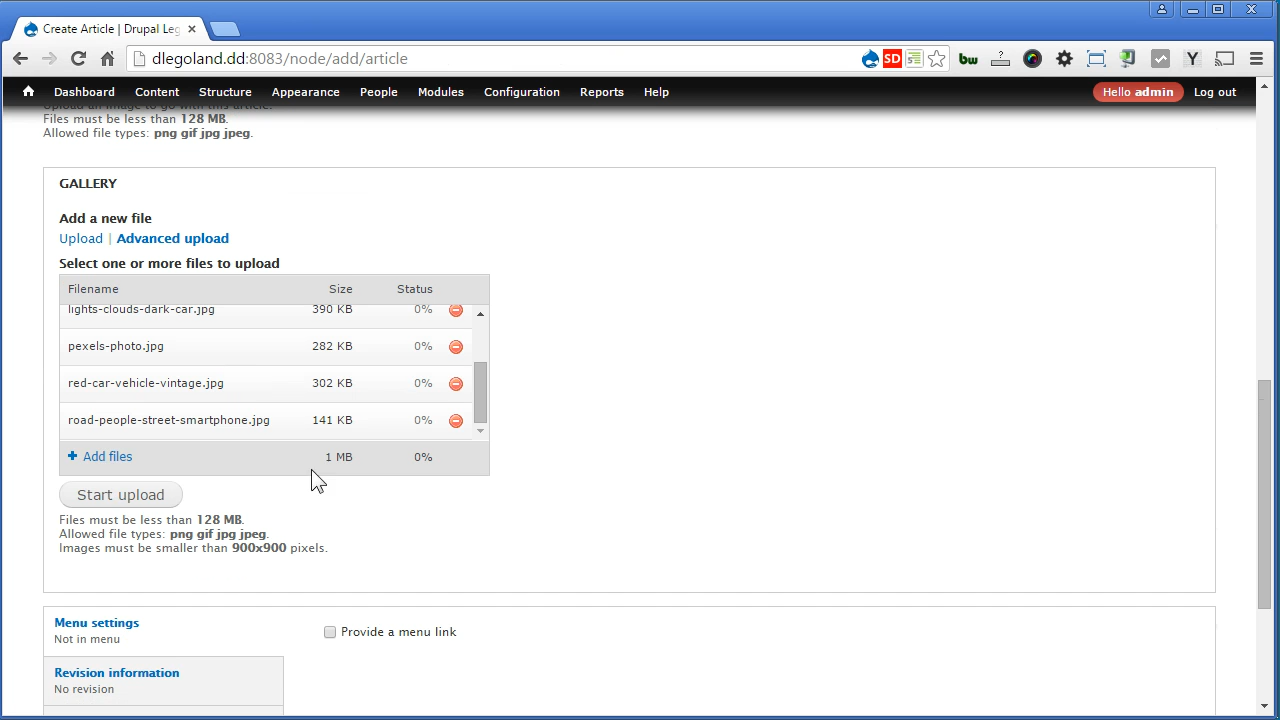 Create Article | Drupal Leg
dleggland.dd:8083/node/add/article
SD
bw
Y
Dashboard Content Structure Appearance People Modules Configuration Reports Help Hello admin Log out
Upload an image to go with this article.
Files must be less than 128 MB.
Allowed file types: png gif jpg jpeg.
GALLERY
Add a new file
Upload | Advanced upload
Select one or more files to upload
Filename Size Status
lights-clouds-dark-car.jpg 390 KB 0%
pexels-photo.jpg 282 KB 0%
red-car-vehicle-vintage.jpg 302 KB 0%
road-people-street-smartphone.jpg 141 KB 0%
Add files 1 MB 0%
Start upload
Files must be less than 128 MB.
Allowed file types: png gif jpg jpeg.
Images must be smaller than 900x900 pixels.
Menu settings
Not in menu
Provide a menu link
Revision information
No revision